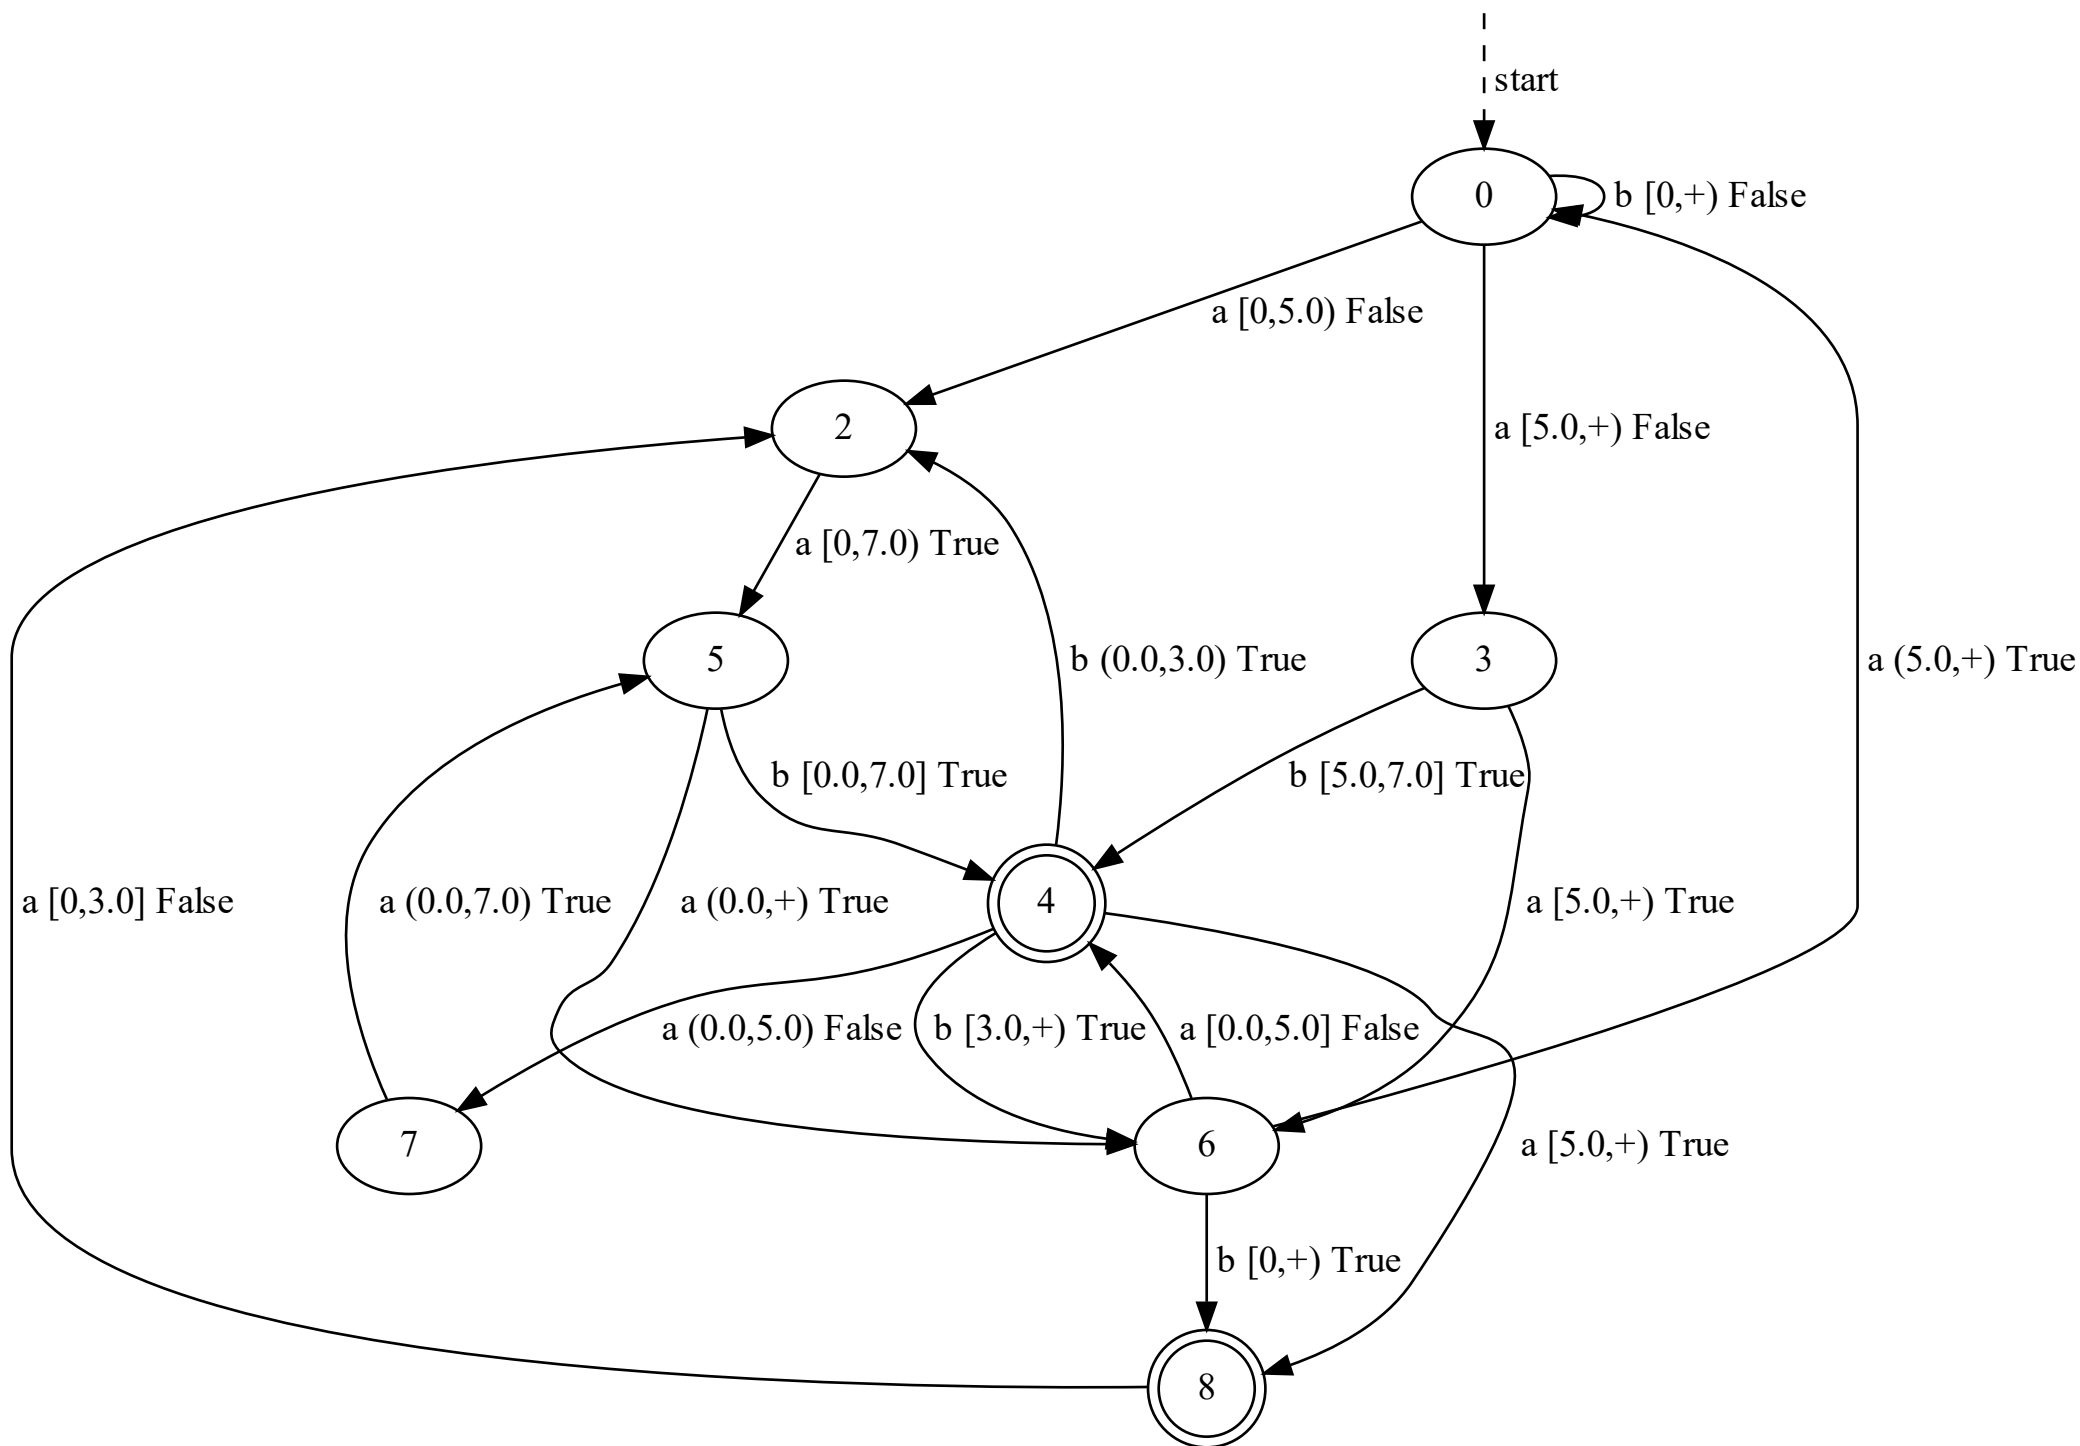 start
0
b [0,+) False
a [0,5.0) False
2
a [5.0,+) False
a [0,7.0) True
5
b (0.0,3.0) True
3
a (5.0,+) True
b [0.0,7.0] True
b [5.0,7.0] True
a [0,3.0] False
a (0.0,7.0) True
a (0.0,+) True
4
a [5.0,+) True
a (0.0,5.0) False
b [3.0,+) True
a [0.0,5.0] False
7
6
a [5.0,+) True
b [0,+) True
8